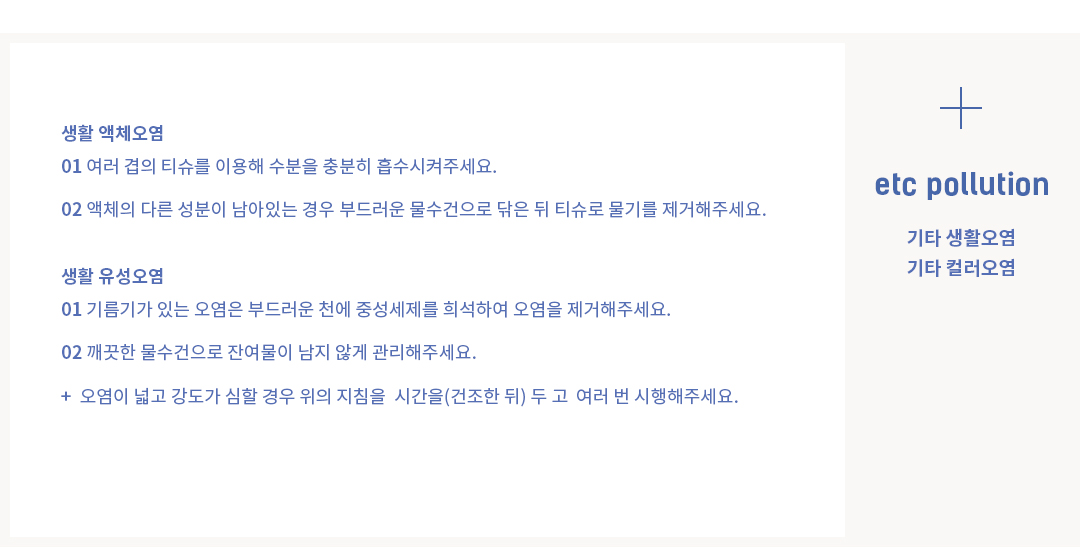 생활 액체오염
01 여러 겹의 티슈를 이용해 수분을 충분히 흡수시켜주세요.
02 액체의 다른 성분이 남아있는 경우 부드러운 물수건으로 닦은 뒤 티슈로 물기를 제거해주세요.
생활 유성오염
01 기름기가 있는 오염은 부드러운 천에 중성세제를 희석하여 오염을 제거해주세요.
02 깨끗한 물수건으로 잔여물이 남지 않게 관리해주세요.
+ 오염이 넓고 강도가 심할 경우 위의 지침을 시간을(건조한 뒤) 두 고 여러 번 시행해주세요.
etc pollution
기타 생활오염
기타 컬러오염